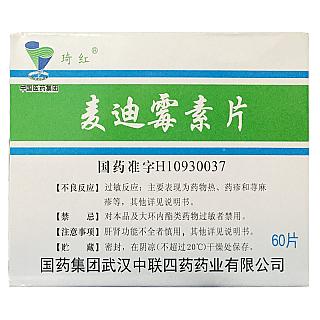 琦红®
中国医药集团
麦迪霉素片
国药准字H10930037
【不良反应】过敏反应：主要表现为药物热、药疹和荨麻
疹等，其他详见说明书。
【禁　　忌】对本品及大环内酯类药物过敏者禁用。
【注意事项】肝肾功能不全者慎用，其他详见说明书。
【贮　　藏】密封，在阴凉(不超过20℃)干燥处保存。
60片
国药集团武汉中联四药药业有限公司